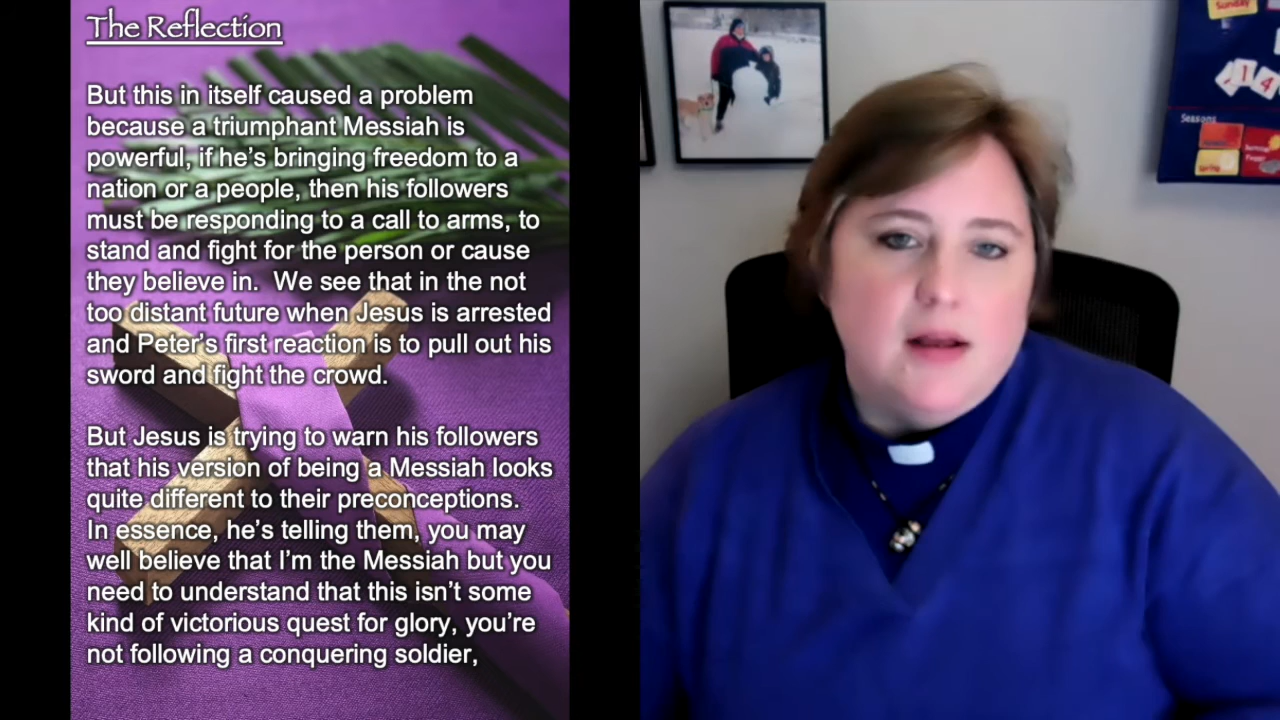 The Reflection
But this in itself caused a problem
because a triumphant Messiah is
powerful, if he's bringing freedom to a
nation or a people, then his followers
must be responding to a call to arms, to
stand and fight for the person or cause
they believe in.  We see that in the not
too distant future when Jesus is arrested
and Peter's first reaction is to pull out his
sword and fight the crowd.
But Jesus is trying to warn his followers
that his version of being a Messiah looks
quite different to their preconceptions.
In essence, he's telling them, you may
well believe that I'm the Messiah but you
need to understand that this isn't some
kind of victorious quest for glory, you're
not following a conquering soldier,
Sunday
14
Seasons
Spring